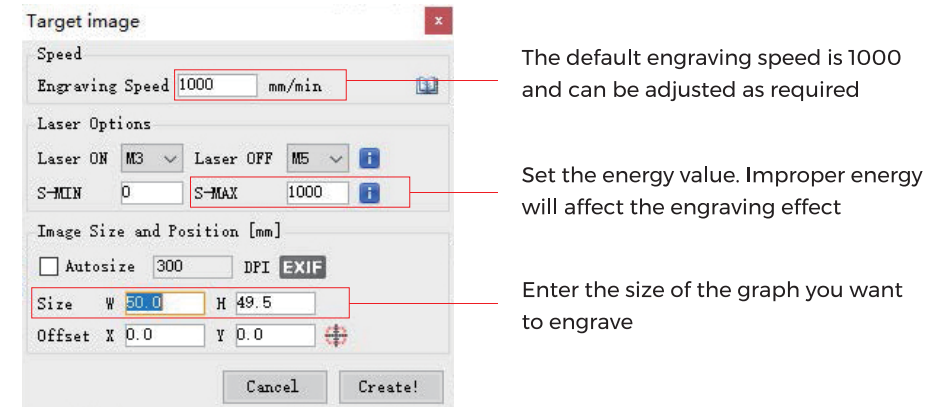 Target image x
Speed
Engraving Speed 1000 mm/min
The default engraving speed is 1000
and can be adjusted as required
Laser Options
Laser ON M3 Laser OFF M5 i
S-MIN 0 S-MAX 1000 i
Set the energy value. Improper energy
will affect the engraving effect
Image Size and Position [mm]
Autosize 300 DPI EXIF
Size W 50.0 H 49.5
Enter the size of the graph you want
to engrave
Offset X 0.0 Y 0.0
Cancel Create!